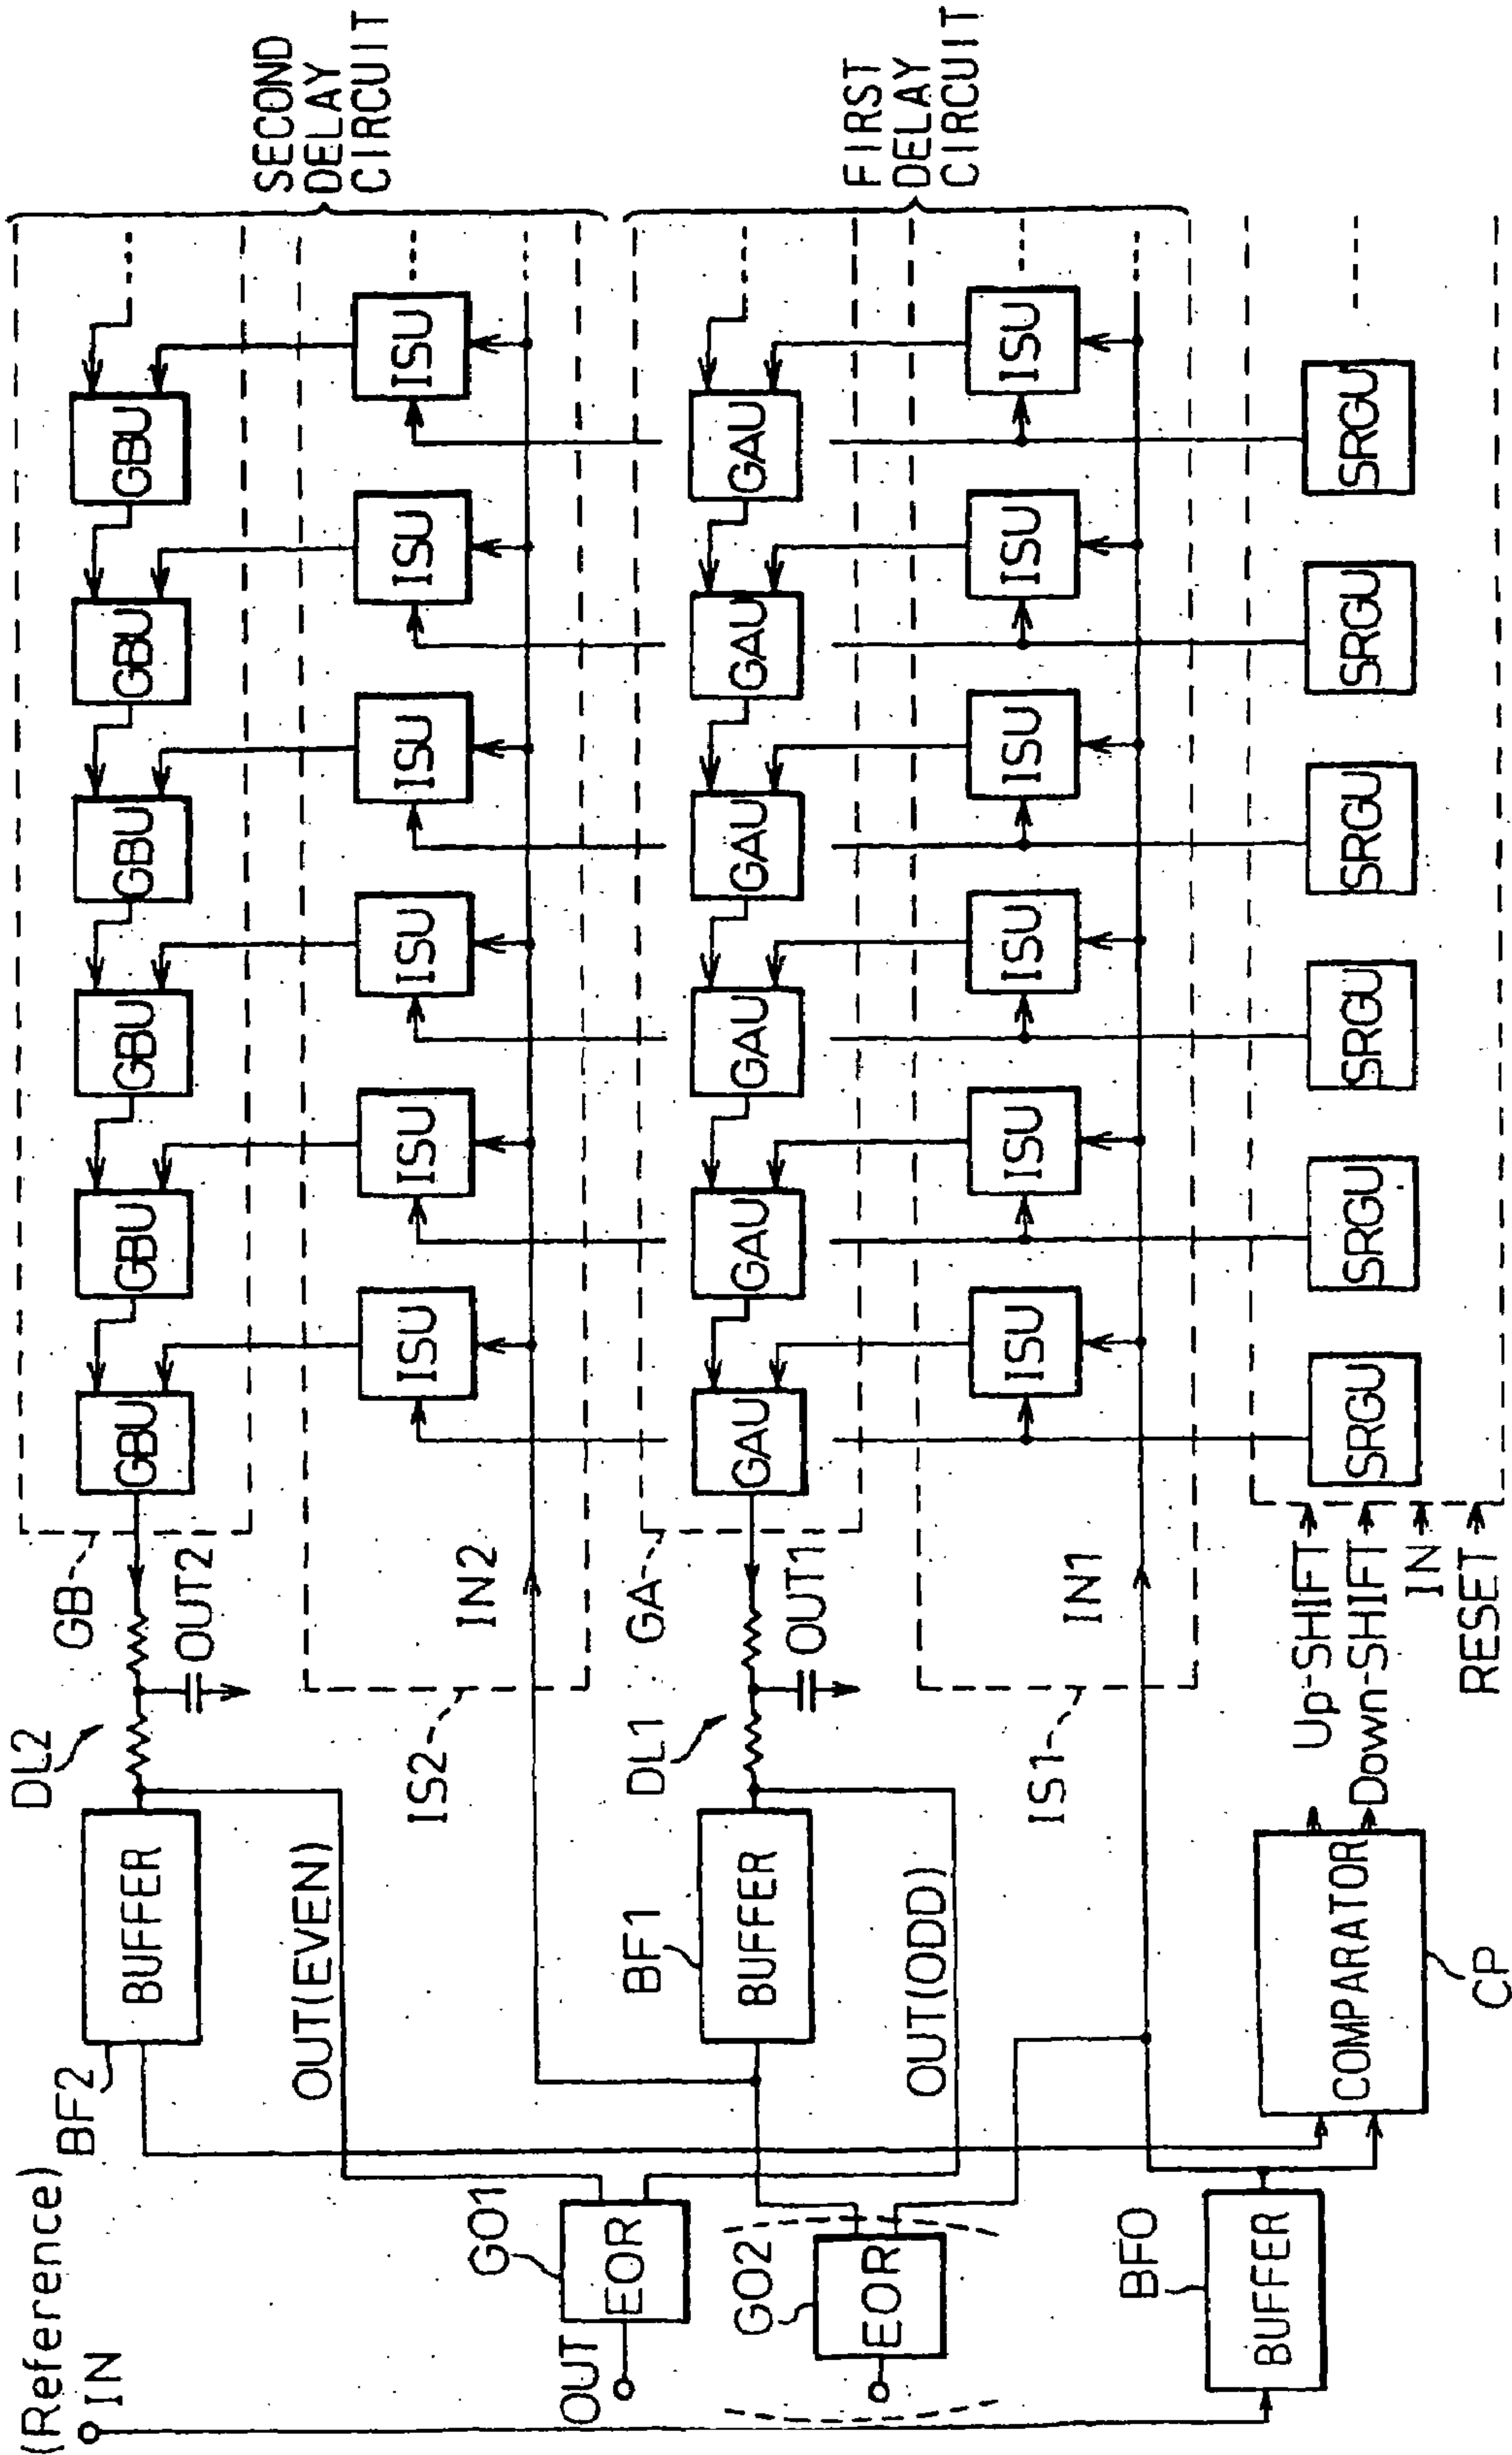 (Reference)
IN
BF2
BUFFER
DL2
GB
OUT2
GBU
GBU
GBU
GBU
GBU
GBU
SECOND
DELAY
CIRCUIT
OUT(EVEN)
IS2
IN2
ISU
ISU
ISU
ISU
ISU
ISU
GO1
EOR
OUT
BF1
BUFFER
DL1
GA
OUT1
GAU
GAU
GAU
GAU
GAU
GAU
FIRST
DELAY
CIRCUIT
GO2
EOR
OUT(ODD)
IS1
IN1
ISU
ISU
ISU
ISU
ISU
ISU
BF0
BUFFER
COMPARATOR
CP
Up-SHIFT
Down-SHIFT
IN
RESET
SRGU
SRGU
SRGU
SRGU
SRGU
SRGU